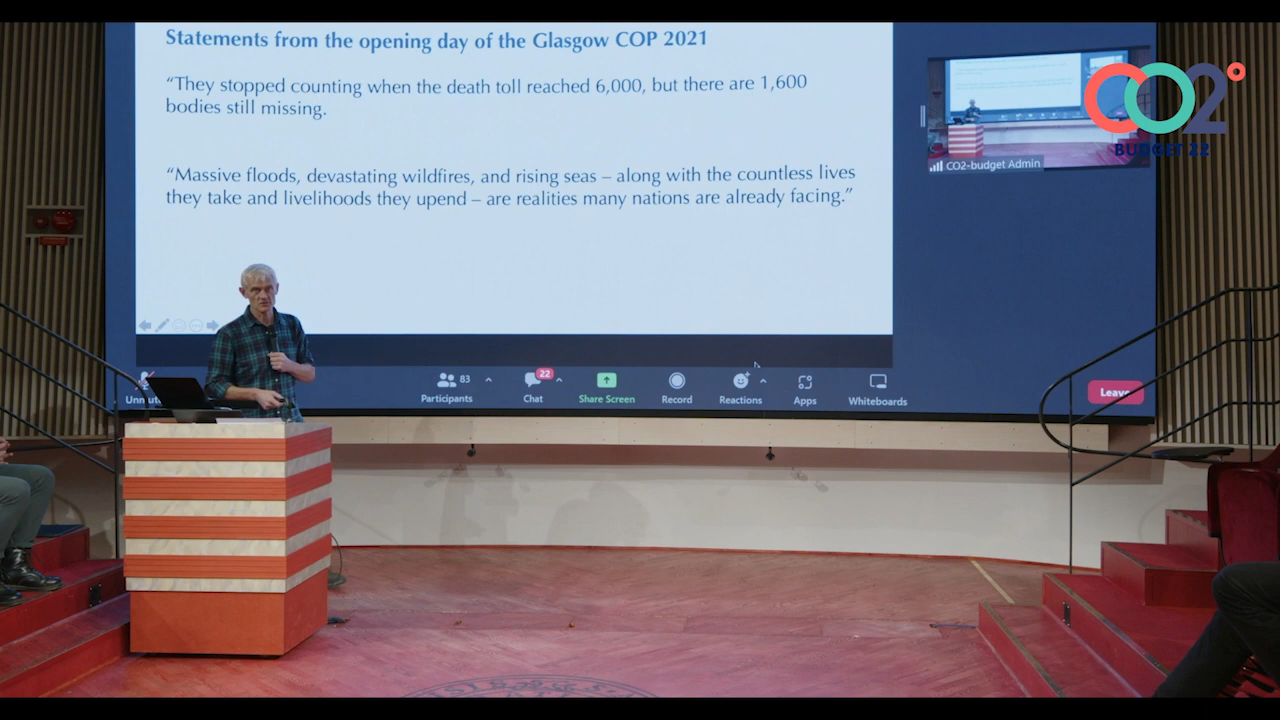 Statements from the opening day of the Glasgow COP 2021
“They stopped counting when the death toll reached 6,000, but there are 1,600
bodies still missing.
“Massive floods, devastating wildfires, and rising seas – along with the countless lives
they take and livelihoods they upend – are realities many nations are already facing.”
CO2
BUDGET 22
CO2-budget Admin
Unmute
83
Participants
22
Chat
Share Screen
Record
Reactions
Apps
Whiteboards
Leave